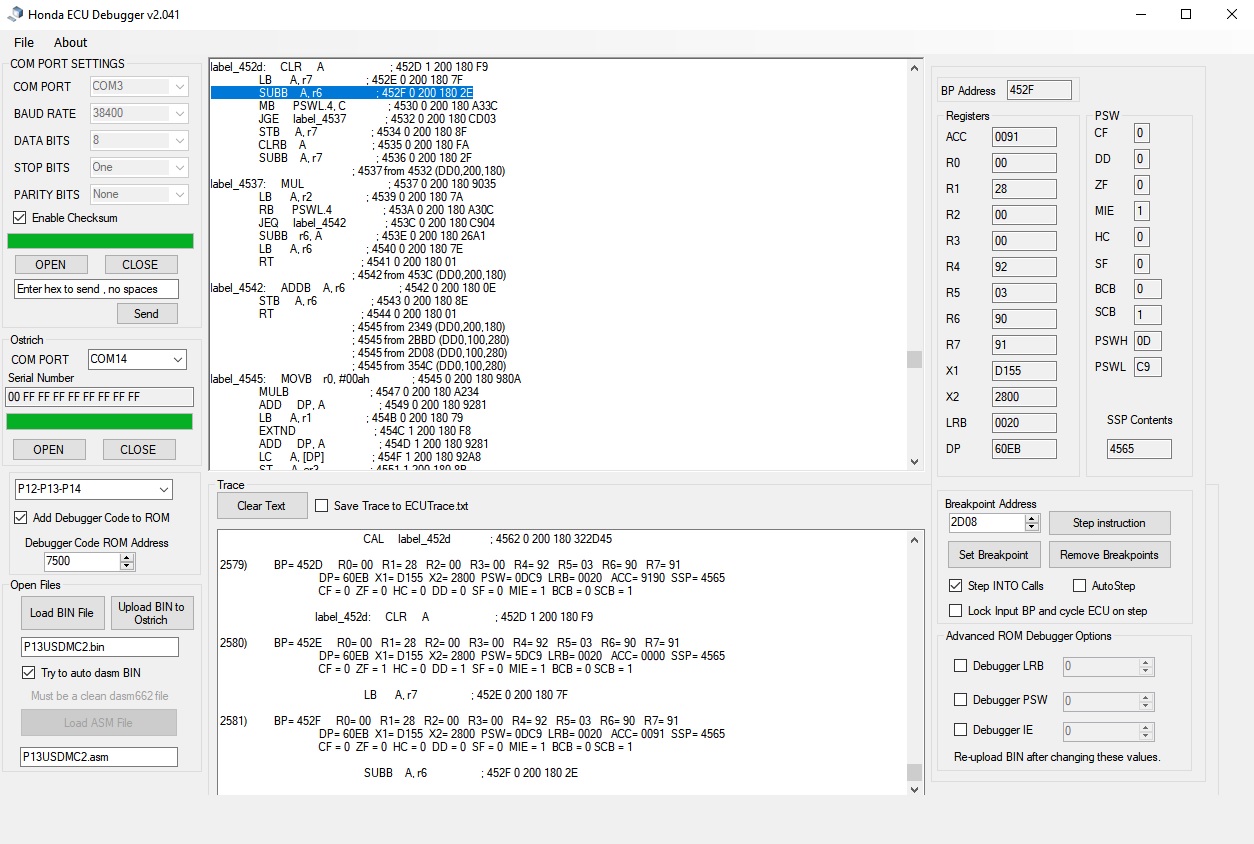 Honda ECU Debugger v2.041
File About
COM PORT SETTINGS
COM PORT COM3
BAUD RATE 38400
DATA BITS 8
STOP BITS One
PARITY BITS None
Enable Checksum
OPEN CLOSE
Enter hex to send , no spaces
Send
Ostrich
COM PORT COM14
Serial Number
00 FF FF FF FF FF FF FF FF
OPEN CLOSE
P12-P13-P14
Add Debugger Code to ROM
Debugger Code ROM Address
7500
Open Files
Load BIN File Upload BIN to Ostrich
P13USDMC2.bin
Try to auto dasm BIN
Must be a clean dasm662 file
Load ASM File
P13USDMC2.asm
label_452d: CLR A ; 452D 1 200 180 F9
LB A, r7 ; 452E 0 200 180 7F
SUBB A, r6 ; 452F 0 200 180 2E
MB PSWL.4, C ; 4530 0 200 180 A33C
JGE label_4537 ; 4532 0 200 180 CD03
STB A, r7 ; 4534 0 200 180 8F
CLRB A ; 4535 0 200 180 FA
SUBB A, r7 ; 4536 0 200 180 2F
; 4537 from 4532 (DD0,200,180)
label_4537: MUL ; 4537 0 200 180 9035
LB A, r2 ; 4539 0 200 180 7A
RB PSWL.4 ; 453A 0 200 180 A30C
JEQ label_4542 ; 453C 0 200 180 C904
SUBB r6, A ; 453E 0 200 180 26A1
LB A, r6 ; 4540 0 200 180 7E
RT ; 4541 0 200 180 01
; 4542 from 453C (DD0,200,180)
label_4542: ADDB A, r6 ; 4542 0 200 180 0E
STB A, r6 ; 4543 0 200 180 8E
RT ; 4544 0 200 180 01
; 4545 from 2349 (DD0,200,180)
; 4545 from 2BBD (DD0,100,280)
; 4545 from 2D08 (DD0,100,280)
; 4545 from 354C (DD0,100,280)
label_4545: MOVB r0, #00ah ; 4545 0 200 180 980A
MULB ; 4547 0 200 180 A234
ADD DP, A ; 4549 0 200 180 9281
LB A, r1 ; 454B 0 200 180 79
EXTND ; 454C 1 200 180 F8
ADD DP, A ; 454D 1 200 180 9281
LC A, [DP] ; 454F 1 200 180 92A8
ST A, er3 ; 4551 1 200 180 8B
Trace
Clear Text Save Trace to ECUTrace.txt
CAL label_452d ; 4562 0 200 180 322D45
2579) BP= 452D R0= 00 R1= 28 R2= 00 R3= 00 R4= 92 R5= 03 R6= 90 R7= 91
DP= 60EB X1= D155 X2= 2800 PSW= 0DC9 LRB= 0020 ACC= 9190 SSP= 4565
CF = 0 ZF = 0 HC = 0 DD = 0 SF = 0 MIE = 1 BCB = 0 SCB = 1
label_452d: CLR A ; 452D 1 200 180 F9
2580) BP= 452E R0= 00 R1= 28 R2= 00 R3= 00 R4= 92 R5= 03 R6= 90 R7= 91
DP= 60EB X1= D155 X2= 2800 PSW= 5DC9 LRB= 0020 ACC= 0000 SSP= 4565
CF = 0 ZF = 1 HC = 0 DD = 1 SF = 0 MIE = 1 BCB = 0 SCB = 1
LB A, r7 ; 452E 0 200 180 7F
2581) BP= 452F R0= 00 R1= 28 R2= 00 R3= 00 R4= 92 R5= 03 R6= 90 R7= 91
DP= 60EB X1= D155 X2= 2800 PSW= 0DC9 LRB= 0020 ACC= 0091 SSP= 4565
CF = 0 ZF = 0 HC = 0 DD = 0 SF = 0 MIE = 1 BCB = 0 SCB = 1
SUBB A, r6 ; 452F 0 200 180 2E
BP Address 452F
Registers
ACC 0091
R0 00
R1 28
R2 00
R3 00
R4 92
R5 03
R6 90
R7 91
X1 D155
X2 2800
LRB 0020
DP 60EB
PSW
CF 0
DD 0
ZF 0
MIE 1
HC 0
SF 0
BCB 0
SCB 1
PSWH 0D
PSWL C9
SSP Contents
4565
Breakpoint Address
2D08 Step instruction
Set Breakpoint Remove Breakpoints
Step INTO Calls AutoStep
Lock Input BP and cycle ECU on step
Advanced ROM Debugger Options
Debugger LRB 0
Debugger PSW 0
Debugger IE 0
Re-upload BIN after changing these values.